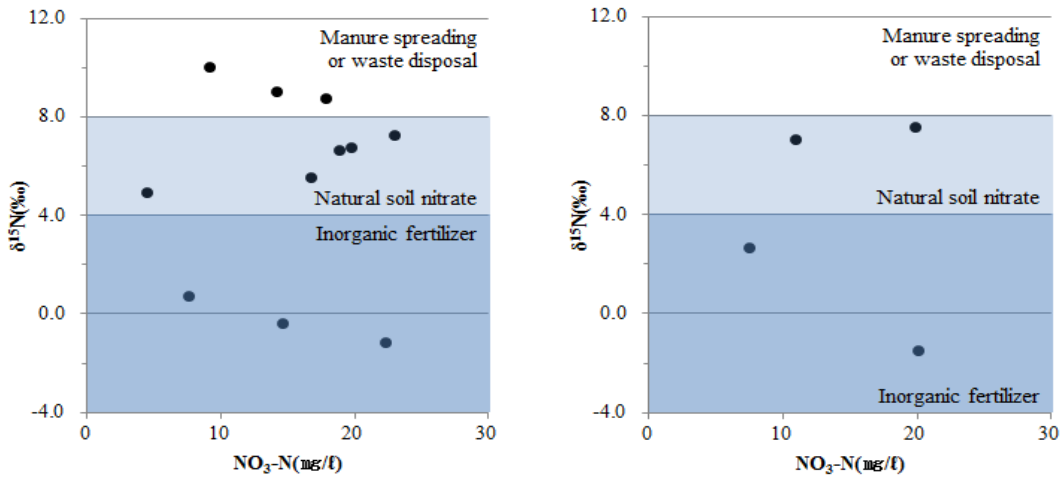 12.0
Manure spreading
or waste disposal
8.0
Natural soil nitrate
4.0
Inorganic fertilizer
0.0
-4.0
0
10
20
30
δ¹⁵N(‰)
NO₃-N(㎎/ℓ)
12.0
Manure spreading
or waste disposal
8.0
Natural soil nitrate
4.0
0.0
Inorganic fertilizer
-4.0
0
10
20
30
δ¹⁵N(‰)
NO₃-N(㎎/ℓ)